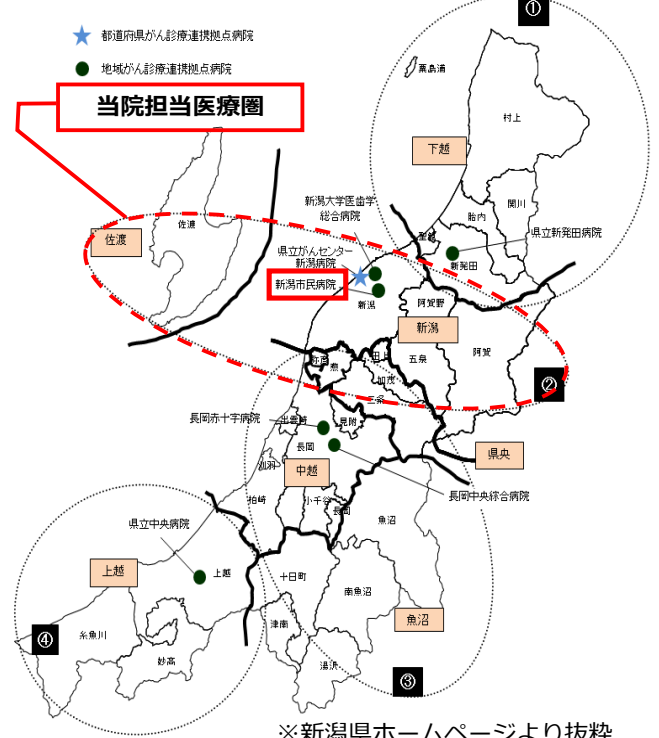 ①
都道府県がん診療連携拠点病院
地域がん診療連携拠点病院
当院担当医療圏
粟島浦
村上
下越
関川
胎内
新潟大学医歯学
総合病院
佐渡
佐渡
聖籠
県立新発田病院
県立がんセンター
新潟病院
新発田
新潟市民病院
新潟
阿賀野
新潟
五泉
阿賀
②
弥彦
燕
田上
加茂
三条
長岡赤十字病院
出雲崎
見附
長岡
県央
刈羽
中越
柏崎
小千谷
長岡
長岡中央綜合病院
魚沼
県立中央病院
上越
上越
十日町
南魚沼
魚沼
津南
④
糸魚川
妙高
湯沢
③
※新潟県ホームページより抜粋